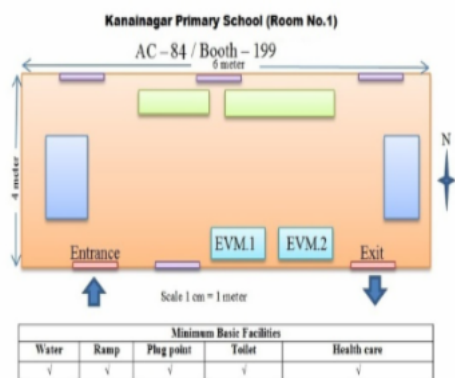 Kanainagar Primary School (Room No.1)
AC – 84 / Booth – 199
6 meter
4 meter
N
EVM.1 EVM.2
Entrance Exit
Scale 1 cm = 1 meter
Minimum Basic Facilities
Water Ramp Plug point Toilet Health care
√ √ √ √ √